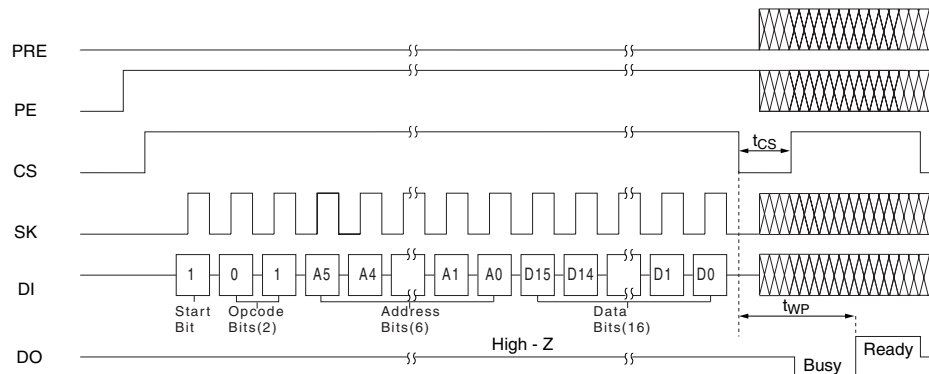 PRE
PE
CS
tCS
SK
DI
1 0 1 A5 A4 A1 A0 D15 D14 D1 D0
Start Bit
Opcode Bits(2)
Address Bits(6)
Data Bits(16)
tWP
DO
High - Z
Busy
Ready